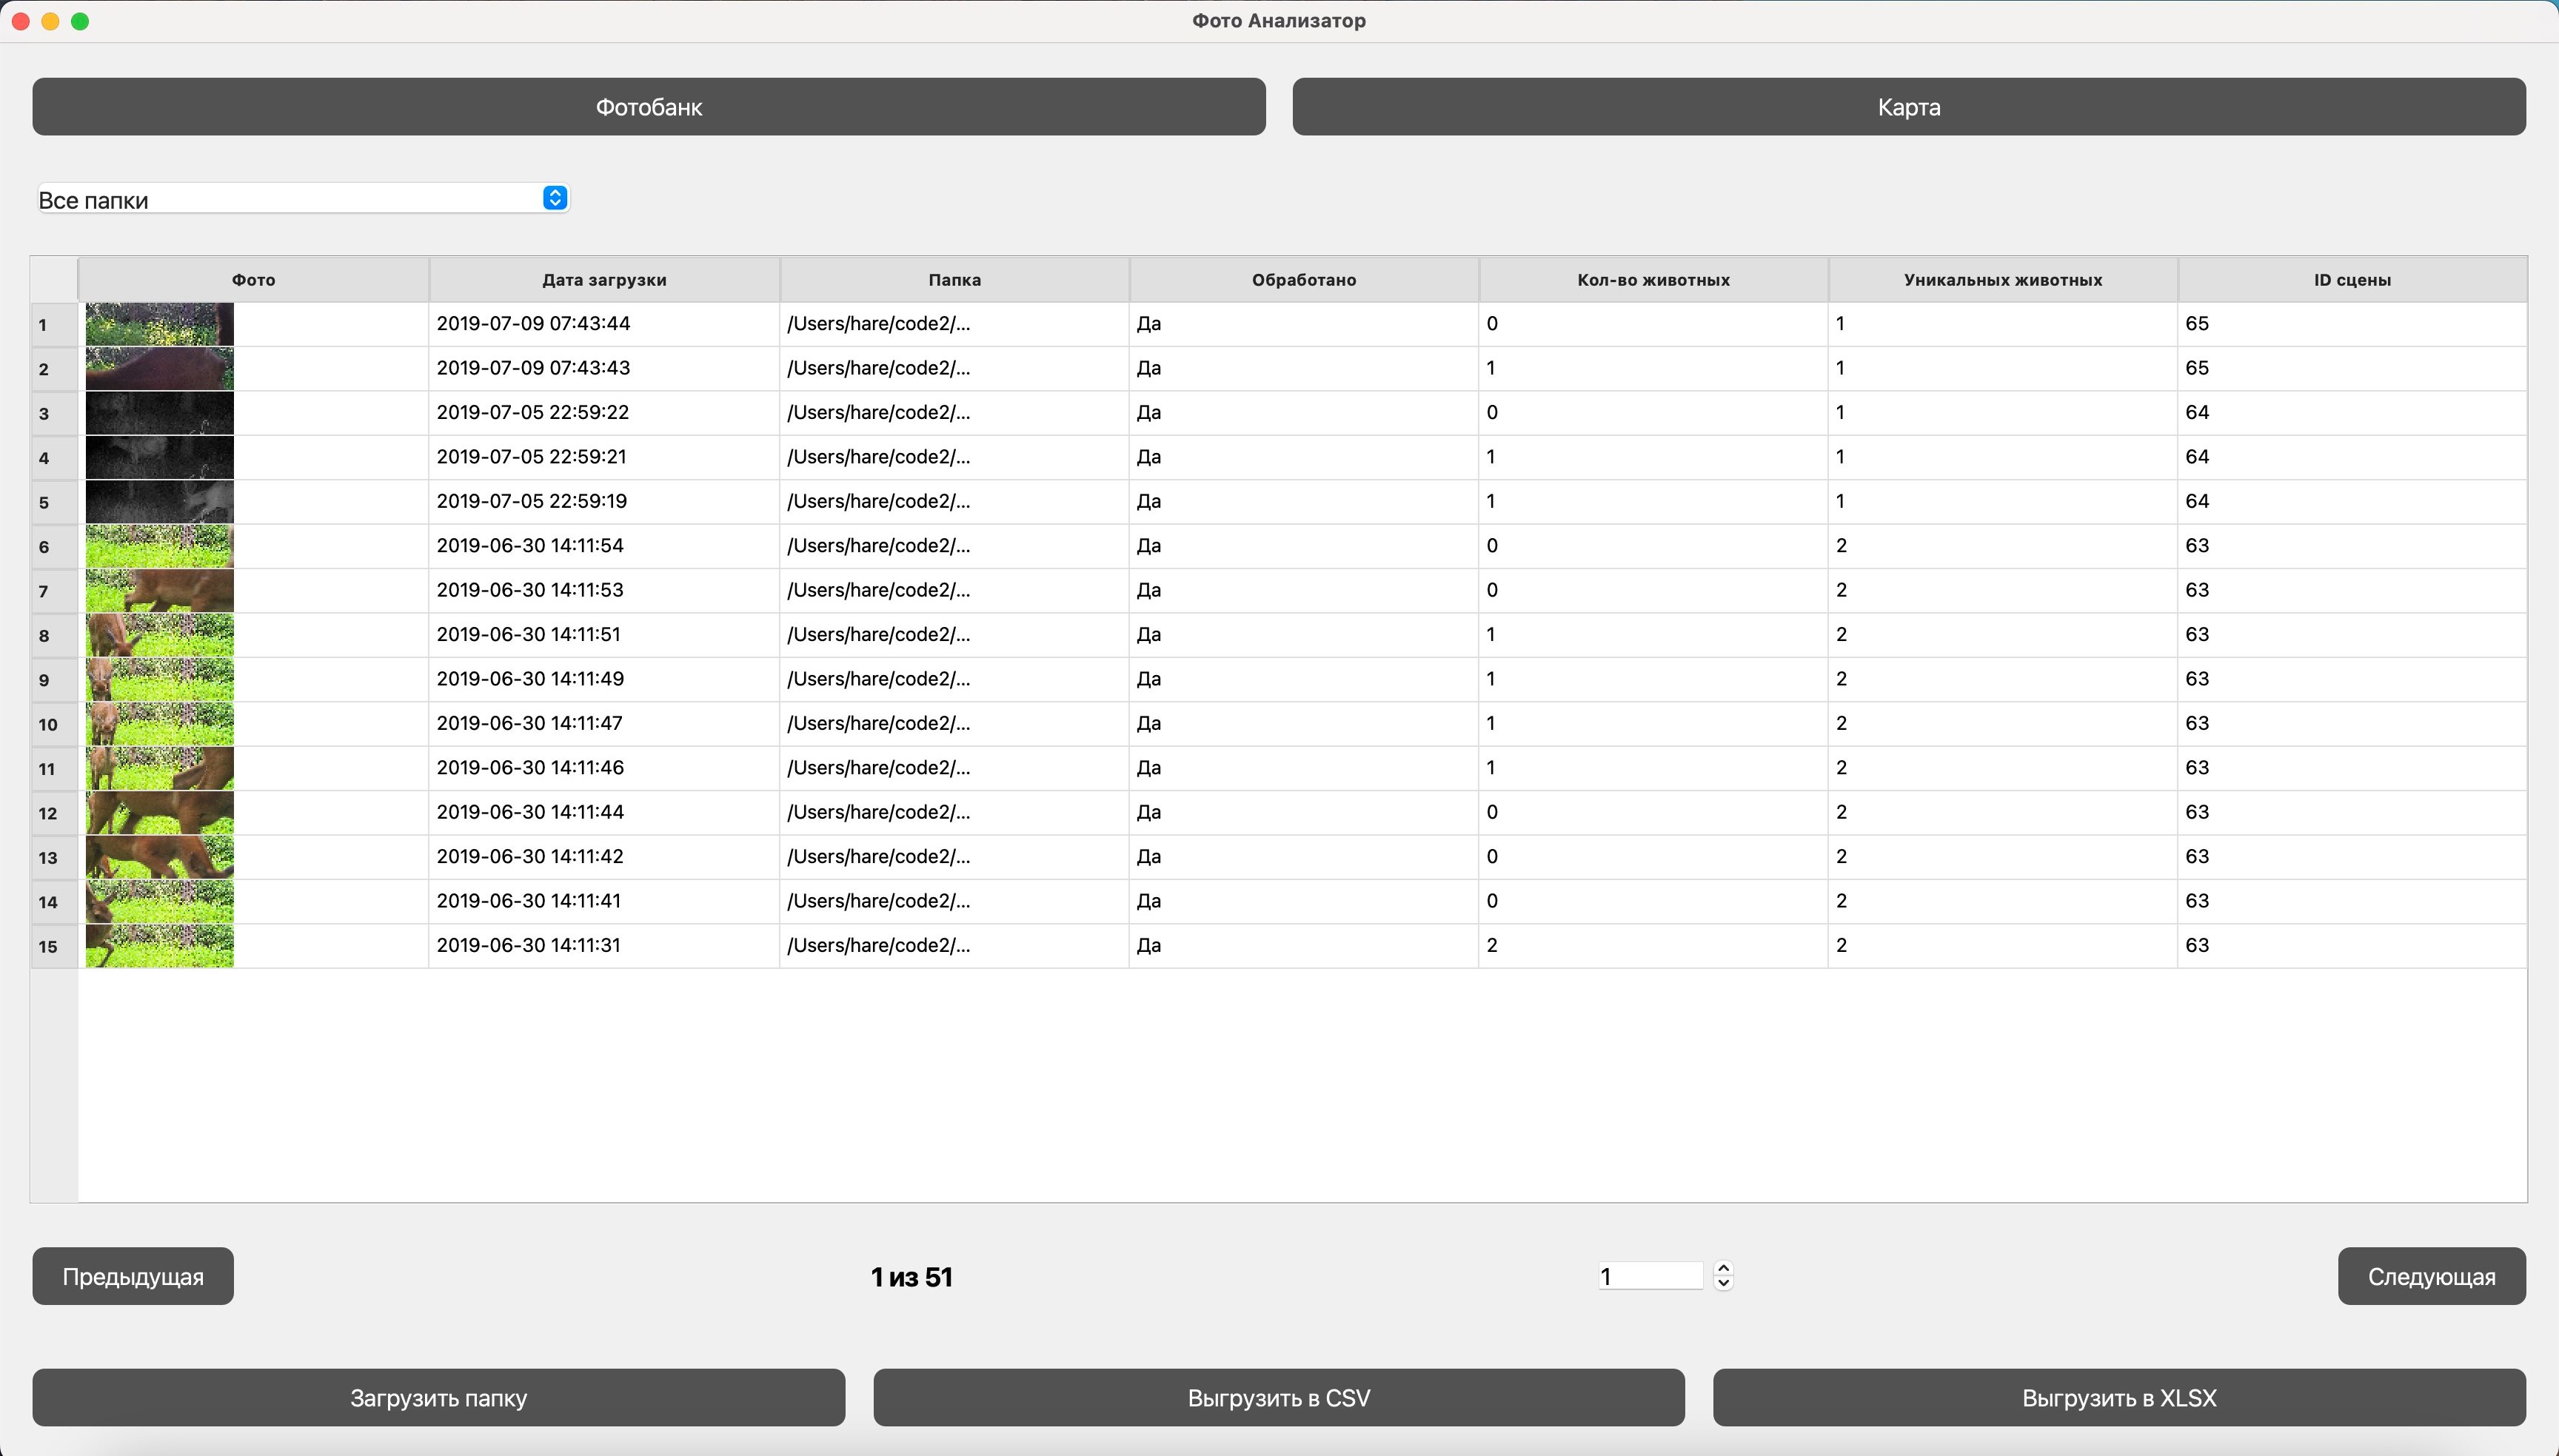 Фото Анализатор
Фотобанк Карта
Все папки
Фото Дата загрузки Папка Обработано Кол-во животных Уникальных животных ID сцены
1 2019-07-09 07:43:44 /Users/hare/code2/... Да 0 1 65
2 2019-07-09 07:43:43 /Users/hare/code2/... Да 1 1 65
3 2019-07-05 22:59:22 /Users/hare/code2/... Да 0 1 64
4 2019-07-05 22:59:21 /Users/hare/code2/... Да 1 1 64
5 2019-07-05 22:59:19 /Users/hare/code2/... Да 1 1 64
6 2019-06-30 14:11:54 /Users/hare/code2/... Да 0 2 63
7 2019-06-30 14:11:53 /Users/hare/code2/... Да 0 2 63
8 2019-06-30 14:11:51 /Users/hare/code2/... Да 1 2 63
9 2019-06-30 14:11:49 /Users/hare/code2/... Да 1 2 63
10 2019-06-30 14:11:47 /Users/hare/code2/... Да 1 2 63
11 2019-06-30 14:11:46 /Users/hare/code2/... Да 1 2 63
12 2019-06-30 14:11:44 /Users/hare/code2/... Да 0 2 63
13 2019-06-30 14:11:42 /Users/hare/code2/... Да 0 2 63
14 2019-06-30 14:11:41 /Users/hare/code2/... Да 0 2 63
15 2019-06-30 14:11:31 /Users/hare/code2/... Да 2 2 63
Предыдущая 1 из 51 1 Следующая
Загрузить папку Выгрузить в CSV Выгрузить в XLSX